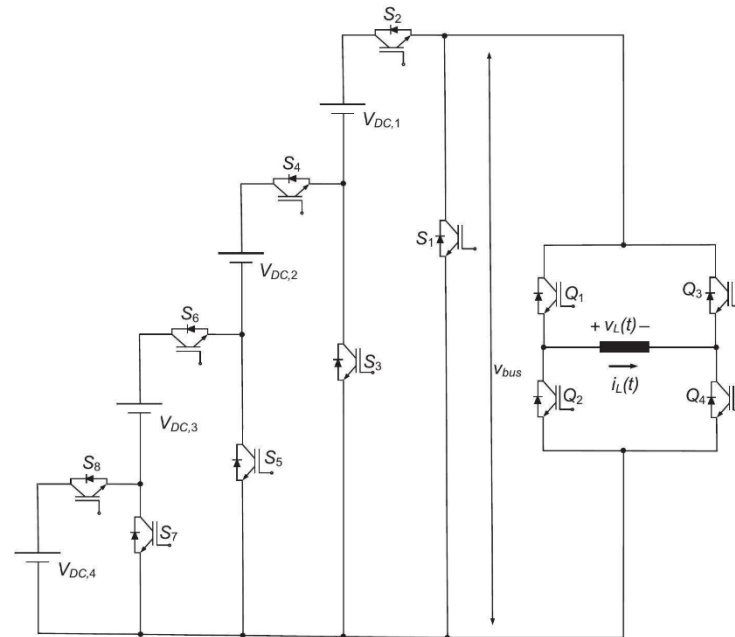 S2
VDC,1
S4
S1
VDC,2
Q1
Q3
S6
+ vL(t) −
S3
vbus
iL(t)
Q2
Q4
VDC,3
S8
S5
S7
VDC,4